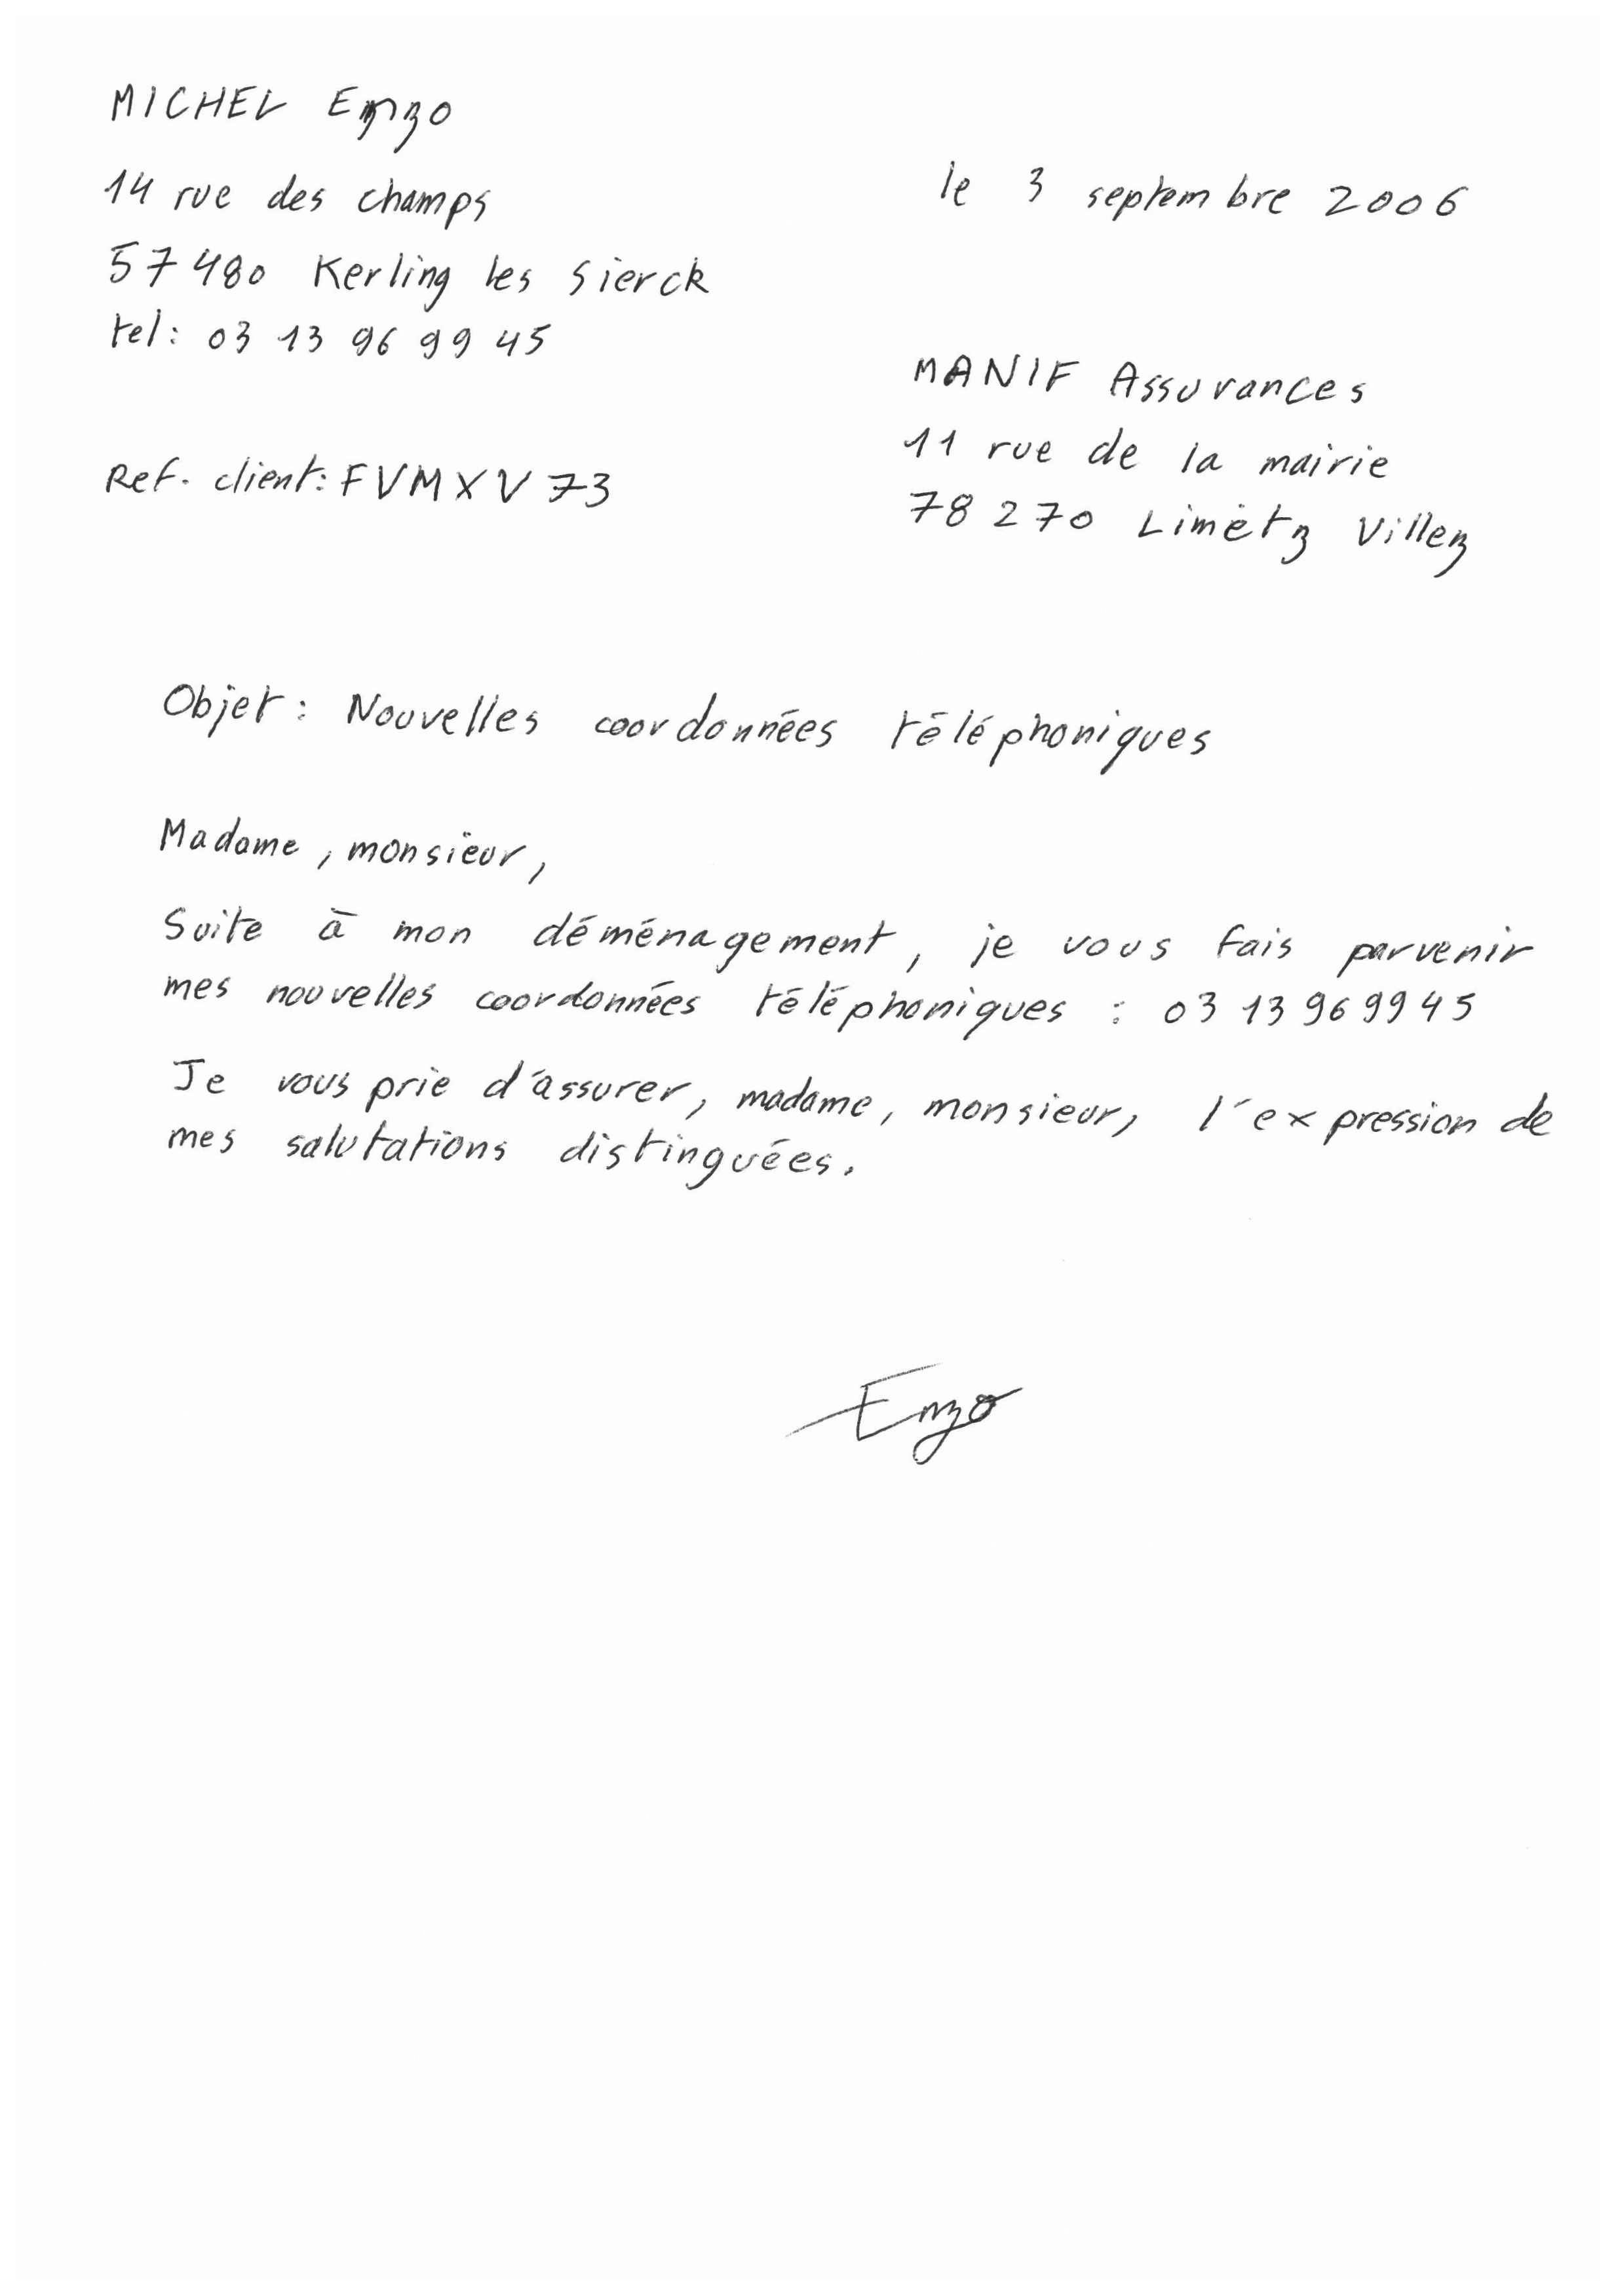 MICHEL Enzo
14 rue des champs
le 3 septembre 2006
57480 Kerling les Sierck
tel: 03 13 96 99 45
MANIF Assurances
11 rue de la mairie
Ref. client: FVMXV73
78270 Limetz Villez
Objet : Nouvelles coordonnées téléphoniques
Madame, monsieur,
Suite à mon déménagement, je vous fais parvenir
mes nouvelles coordonnées téléphoniques : 03 13 96 99 45
Je vous prie d'assurer, madame, monsieur, l'expression de
mes salutations distinguées.
Enzo